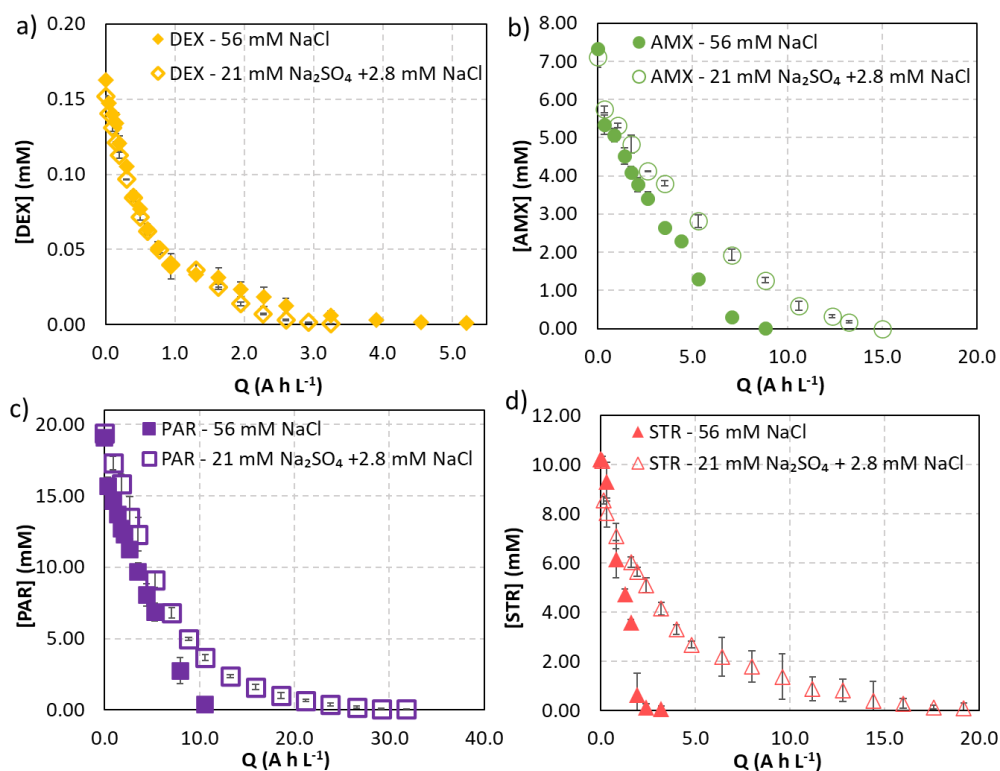 a)
DEX - 56 mM NaCl
DEX - 21 mM Na₂SO₄ +2.8 mM NaCl
[DEX] (mM)
0.20
0.15
0.10
0.05
0.00
0.0 1.0 2.0 3.0 4.0 5.0
Q (A h L⁻¹)
b)
AMX - 56 mM NaCl
AMX - 21 mM Na₂SO₄ +2.8 mM NaCl
[AMX] (mM)
8.00
7.00
6.00
5.00
4.00
3.00
2.00
1.00
0.00
0.0 5.0 10.0 15.0 20.0
Q (A h L⁻¹)
c)
PAR - 56 mM NaCl
PAR - 21 mM Na₂SO₄ +2.8 mM NaCl
[PAR] (mM)
20.00
15.00
10.00
5.00
0.00
0.0 10.0 20.0 30.0 40.0
Q (A h L⁻¹)
d)
STR - 56 mM NaCl
STR - 21 mM Na₂SO₄ + 2.8 mM NaCl
[STR] (mM)
12.00
10.00
8.00
6.00
4.00
2.00
0.00
0.0 5.0 10.0 15.0 20.0
Q (A h L⁻¹)